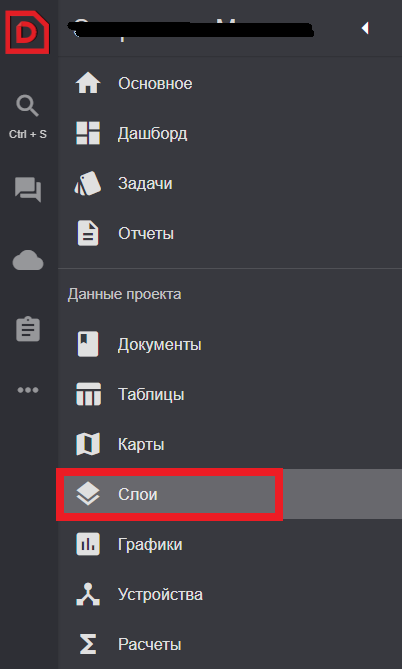 Ctrl + S
Основное
Дашборд
Задачи
Отчеты
Данные проекта
Документы
Таблицы
Карты
Слои
Графики
Устройства
Расчеты